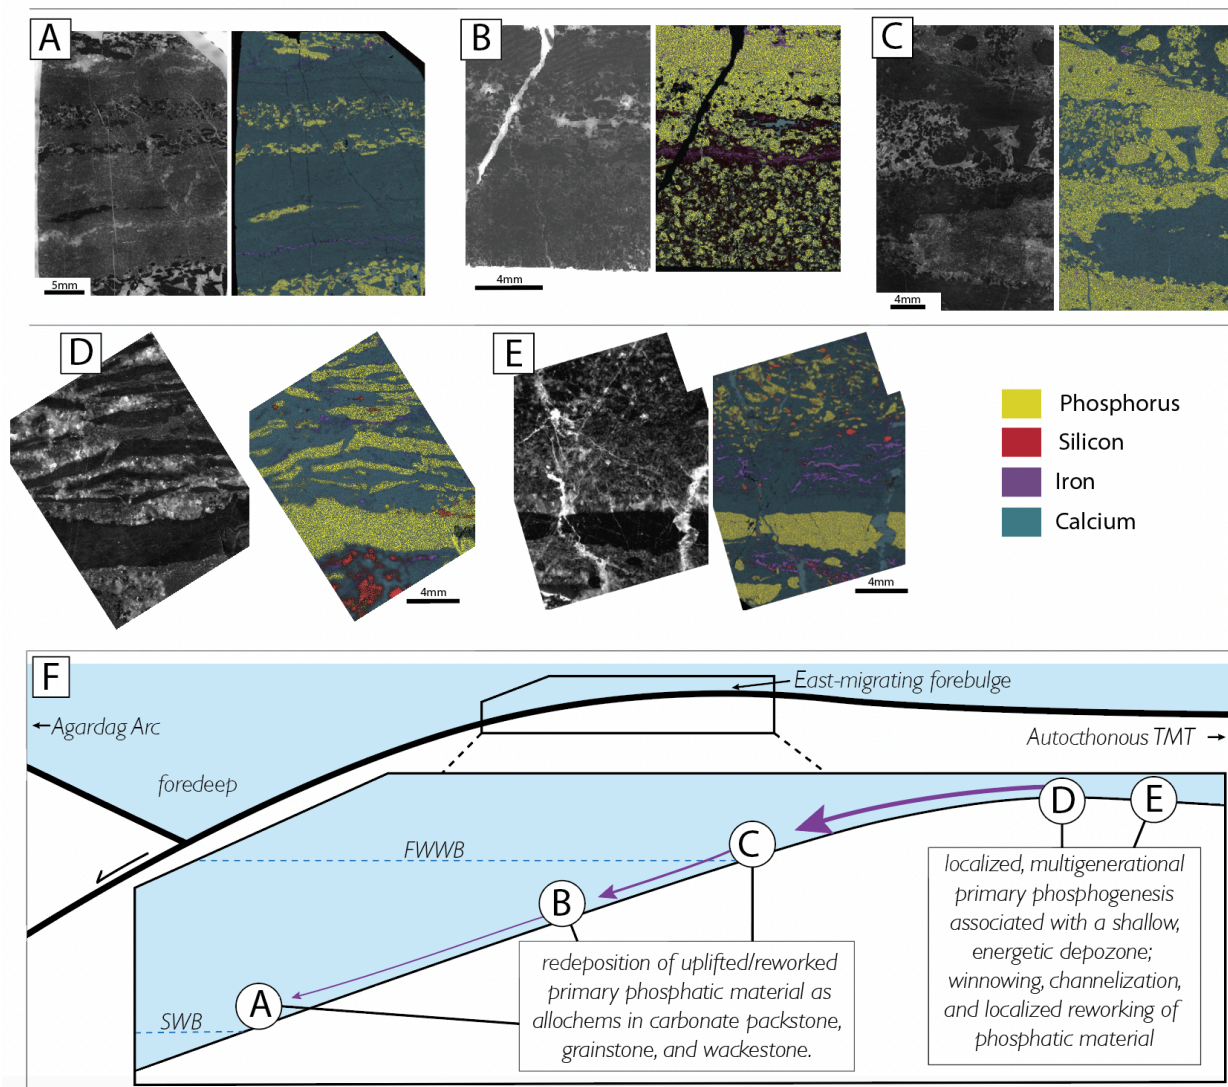 A
B
C
5mm
4mm
4mm
D
E
4mm
4mm
Phosphorus
Silicon
Iron
Calcium
F
East-migrating forebulge
←Agardag Arc
Autocthonous TMT →
foredeep
FWWB
SWB
A
B
C
D
E
redeposition of uplifted/reworked
primary phosphatic material as
allochems in carbonate packstone,
grainstone, and wackestone.
localized, multigenerational
primary phosphogenesis
associated with a shallow,
energetic depozone;
winnowing, channelization,
and localized reworking of
phosphatic material